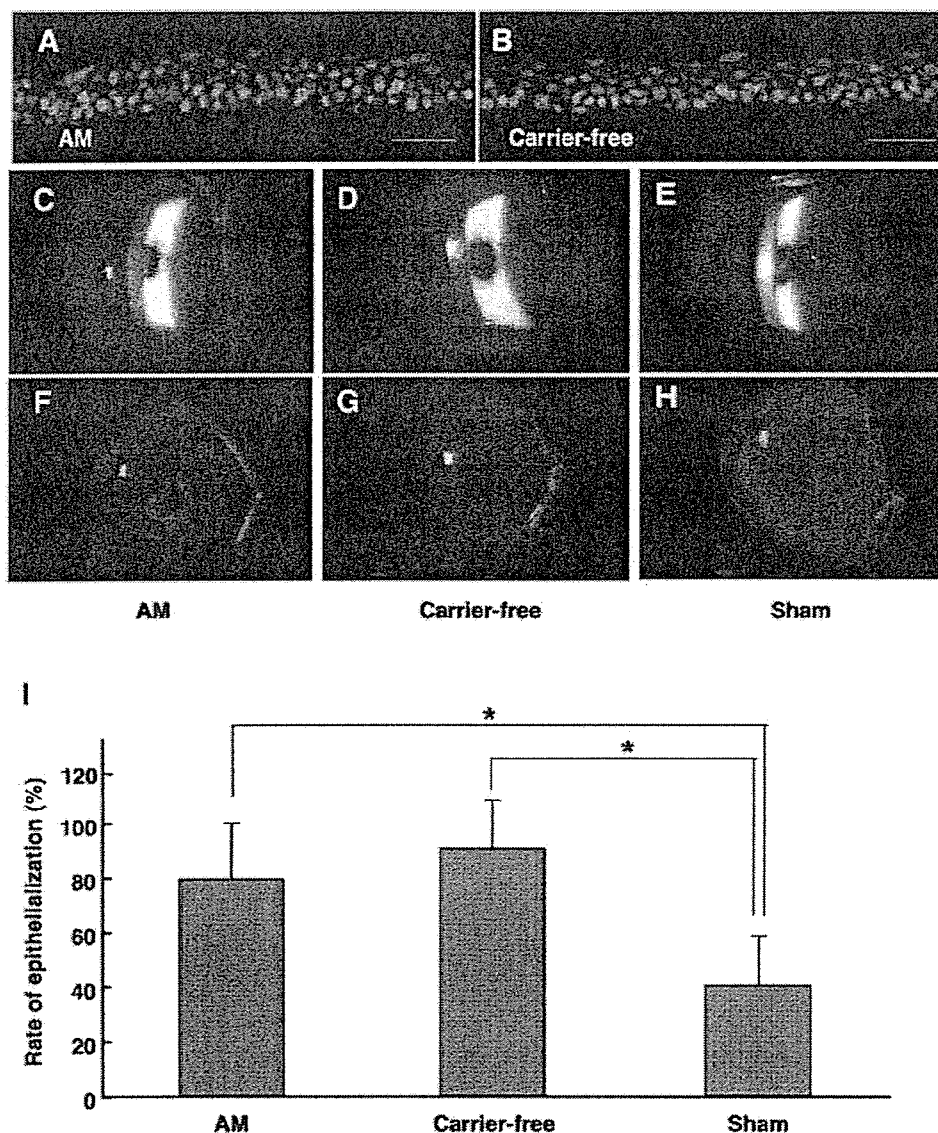 A
AM
B
Carrier-free
C
D
E
F
G
H
AM
Carrier-free
Sham
I
*
*
Rate of epithelialization (%)
120
100
80
60
40
20
0
AM
Carrier-free
Sham